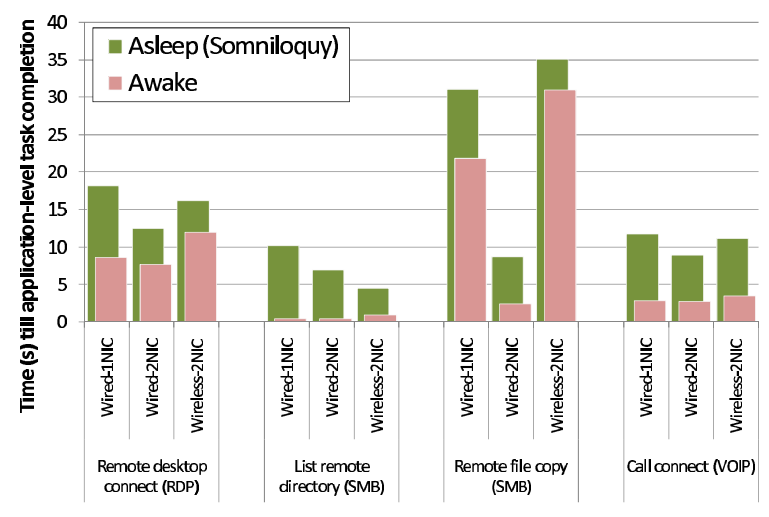 Time (s) till application-level task completion
40
35
30
25
20
15
10
5
0
Asleep (Somniloquy)
Awake
Wired-1NIC
Wired-2NIC
Wireless-2NIC
Wired-1NIC
Wired-2NIC
Wireless-2NIC
Wired-1NIC
Wired-2NIC
Wireless-2NIC
Wired-1NIC
Wired-2NIC
Wireless-2NIC
Remote desktop
connect (RDP)
List remote
directory (SMB)
Remote file copy
(SMB)
Call connect (VOIP)